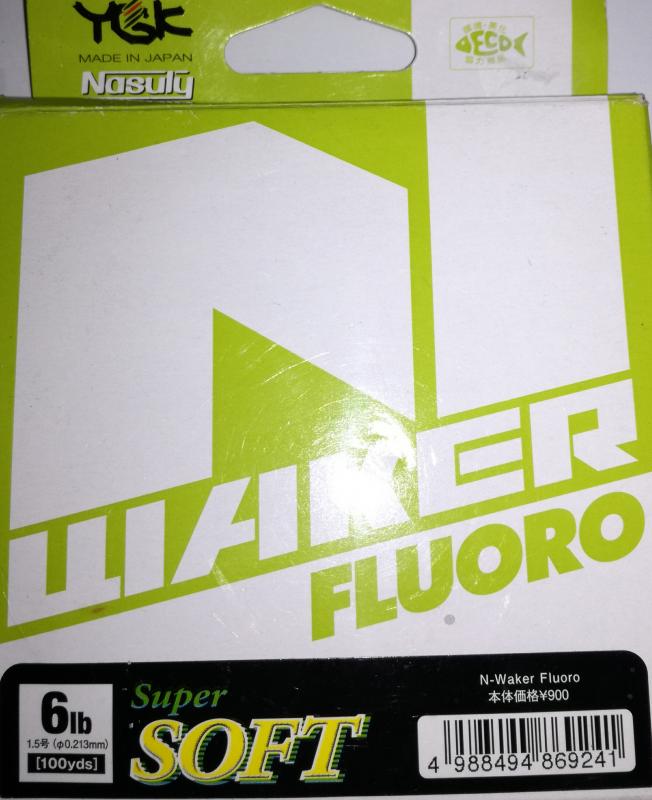 YGK
MADE IN JAPAN
Nasuly
ECO
N
WAKER
FLUORO
6lb
1.5号 (φ0.213mm)
[100yds]
Super
SOFT
N-Waker Fluoro
本体価格¥900
4 988494 869241